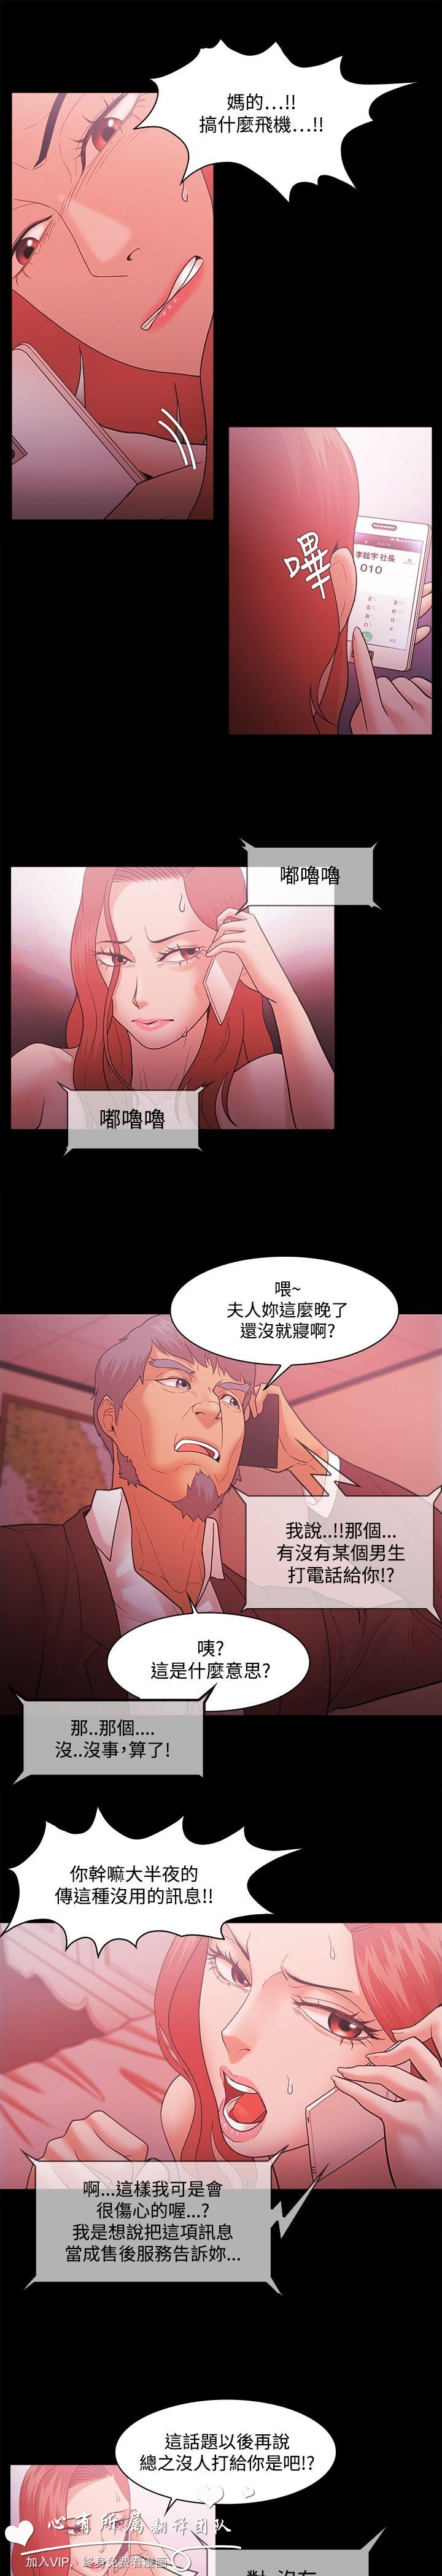 媽的...!!
搞什麼飛機...!!
李鉉宇 社長
010
嗶
嘟嚕嚕
嘟嚕嚕
喂~
夫人妳這麼晚了
還沒就寢啊?
我說..!!那個...
有沒有某個男生
打電話給你!?
咦?
這是什麼意思?
那..那個....
沒..沒事,算了!
你幹嘛大半夜的
傳這種沒用的訊息!!
啊...這樣我可是會
很傷心的喔...?
我是想說把這項訊息
當成售後服務告訴妳...
這話題以後再說
總之沒人打給你是吧!?
心有所属翻译团队
加入VIP，终身免费看漫画